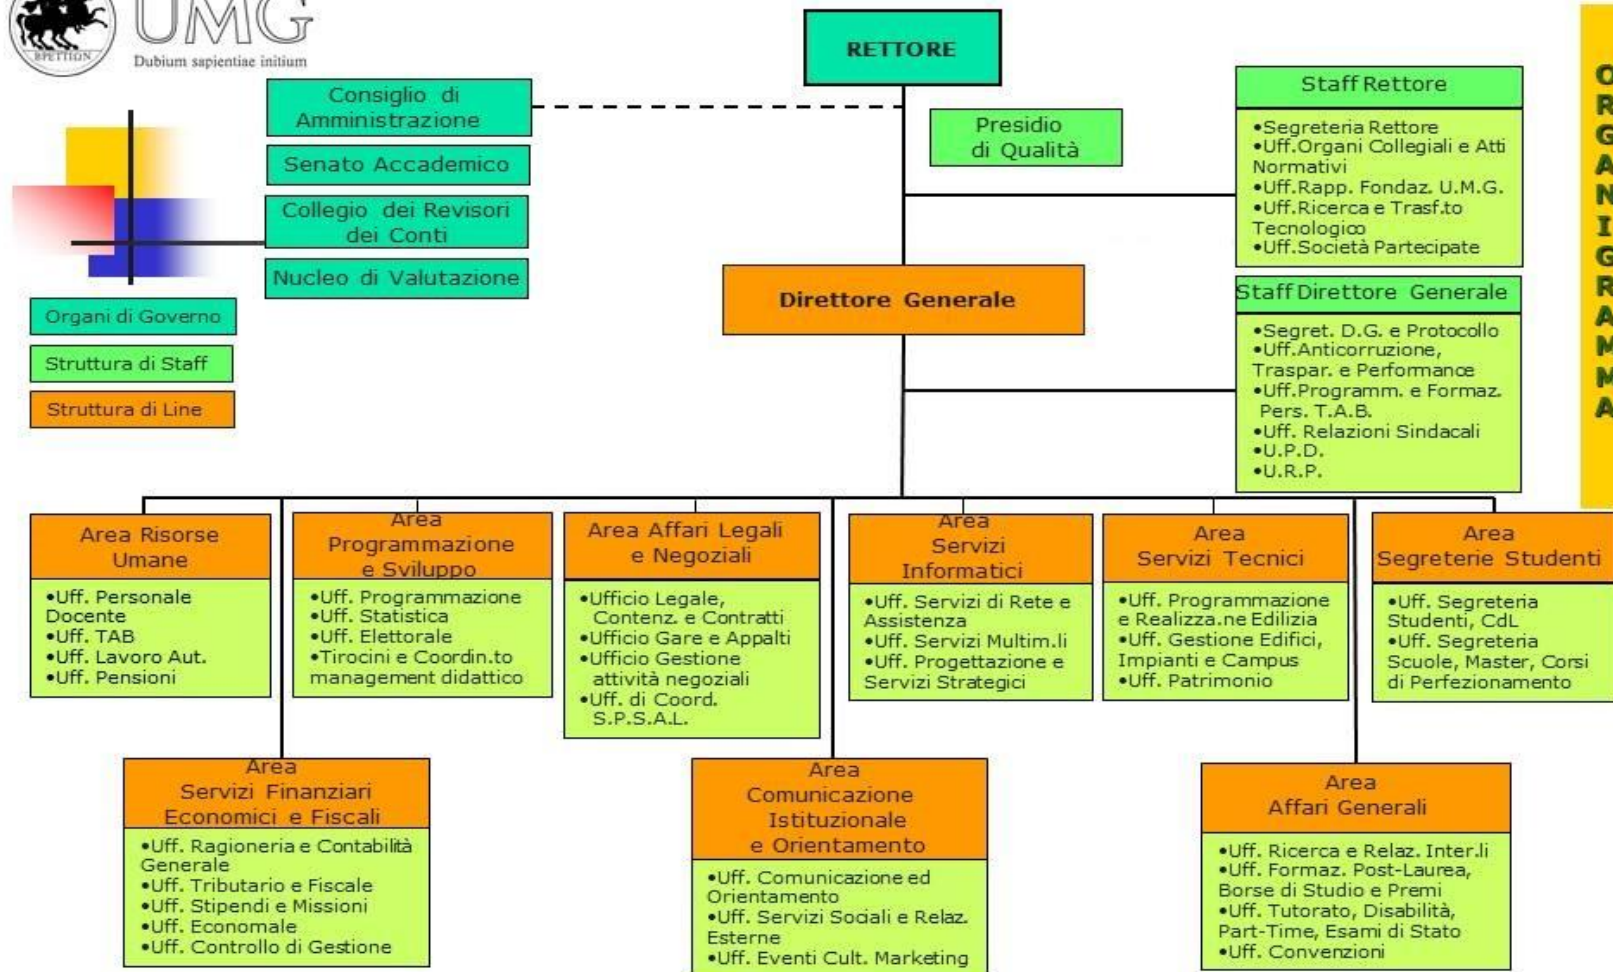 ΒΡΕΤΤΙΩΝ
UMG
Dubium sapientiae initium
RETTORE
Consiglio di
Amministrazione
Senato Accademico
Collegio dei Revisori
dei Conti
Nucleo di Valutazione
Organi di Governo
Struttura di Staff
Struttura di Line
Presidio
di Qualità
Direttore Generale
Staff Rettore
•Segreteria Rettore
•Uff.Organi Collegiali e Atti
Normativi
•Uff.Rapp. Fondaz. U.M.G.
•Uff.Ricerca e Trasf.to
Tecnologico
•Uff.Società Partecipate
Staff Direttore Generale
•Segret. D.G. e Protocollo
•Uff.Anticorruzione,
Traspar. e Performance
•Uff.Programm. e Formaz.
Pers. T.A.B.
•Uff. Relazioni Sindacali
•U.P.D.
•U.R.P.
O
R
G
A
N
I
G
R
A
M
M
A
Area Risorse
Umane
•Uff. Personale
Docente
•Uff. TAB
•Uff. Lavoro Aut.
•Uff. Pensioni
Area
Programmazione
e Sviluppo
•Uff. Programmazione
•Uff. Statistica
•Uff. Elettorale
•Tirocini e Coordin.to
management didattico
Area Affari Legali
e Negoziali
•Ufficio Legale,
Contenz. e Contratti
•Ufficio Gare e Appalti
•Ufficio Gestione
attività negoziali
•Uff. di Coord.
S.P.S.A.L.
Area
Servizi
Informatici
•Uff. Servizi di Rete e
Assistenza
•Uff. Servizi Multim.li
•Uff. Progettazione e
Servizi Strategici
Area
Servizi Tecnici
•Uff. Programmazione
e Realizza.ne Edilizia
•Uff. Gestione Edifici,
Impianti e Campus
•Uff. Patrimonio
Area
Segreterie Studenti
•Uff. Segreteria
Studenti, CdL
•Uff. Segreteria
Scuole, Master, Corsi
di Perfezionamento
Area
Servizi Finanziari
Economici e Fiscali
•Uff. Ragioneria e Contabilità
Generale
•Uff. Tributario e Fiscale
•Uff. Stipendi e Missioni
•Uff. Economale
•Uff. Controllo di Gestione
Area
Comunicazione
Istituzionale
e Orientamento
•Uff. Comunicazione ed
Orientamento
•Uff. Servizi Sociali e Relaz.
Esterne
•Uff. Eventi Cult. Marketing
Area
Affari Generali
•Uff. Ricerca e Relaz. Inter.li
•Uff. Formaz. Post-Laurea,
Borse di Studio e Premi
•Uff. Tutorato, Disabilità,
Part-Time, Esami di Stato
•Uff. Convenzioni